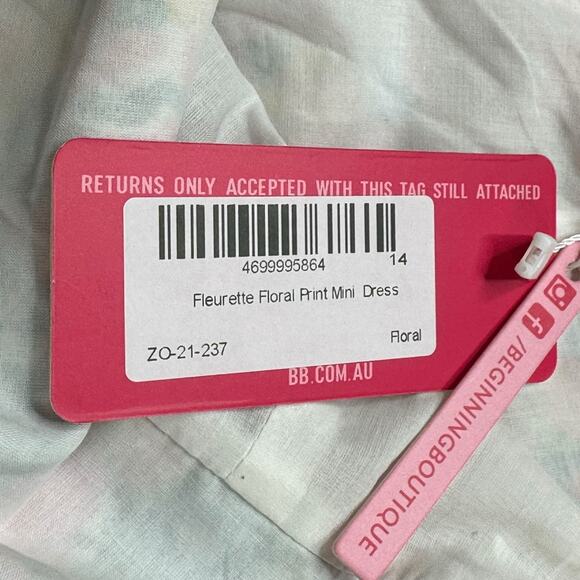 RETURNS ONLY ACCEPTED WITH THIS TAG STILL ATTACHED
4699995864 14
Fleurette Floral Print Mini Dress
ZO-21-237 Floral
BB.COM.AU
/BEGINNINGBOUTIQUE